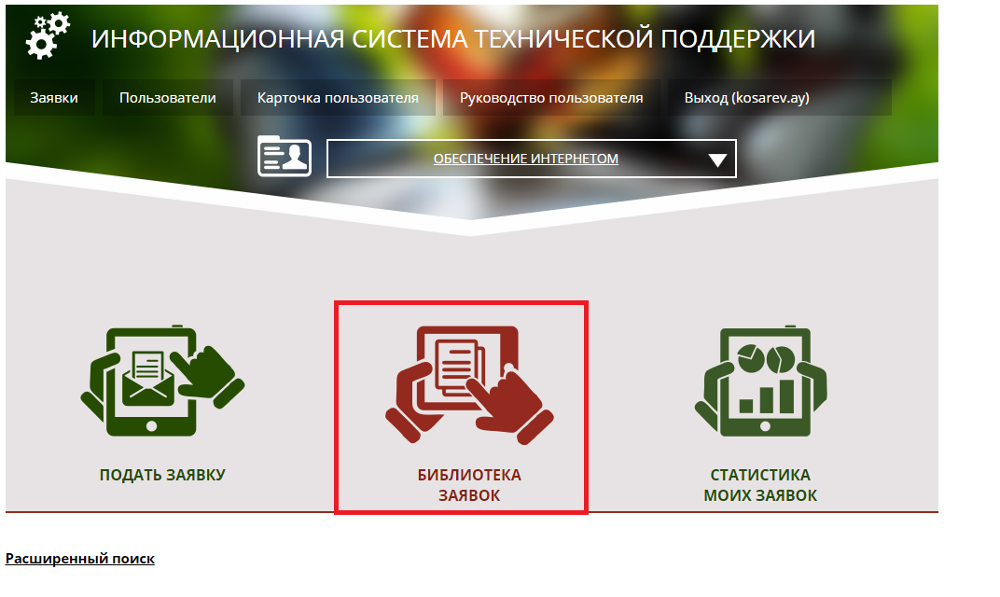 ИНФОРМАЦИОННАЯ СИСТЕМА ТЕХНИЧЕСКОЙ ПОДДЕРЖКИ
Заявки Пользователи Карточка пользователя Руководство пользователя Выход (kosarev.ay)
ОБЕСПЕЧЕНИЕ ИНТЕРНЕТОМ
ПОДАТЬ ЗАЯВКУ
БИБЛИОТЕКА
ЗАЯВОК
СТАТИСТИКА
МОИХ ЗАЯВОК
Расширенный поиск